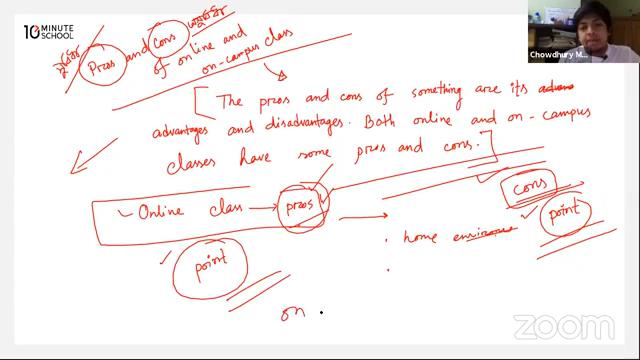 10 MINUTE SCHOOL
Pros and Cons
of online and
on-campus class
The pros and cons of something are its
advantages and disadvantages. Both online and on-campus
classes have some pros and cons.
Online class → pros
cons
point
home
point
on
Chowdhury M...
zoom